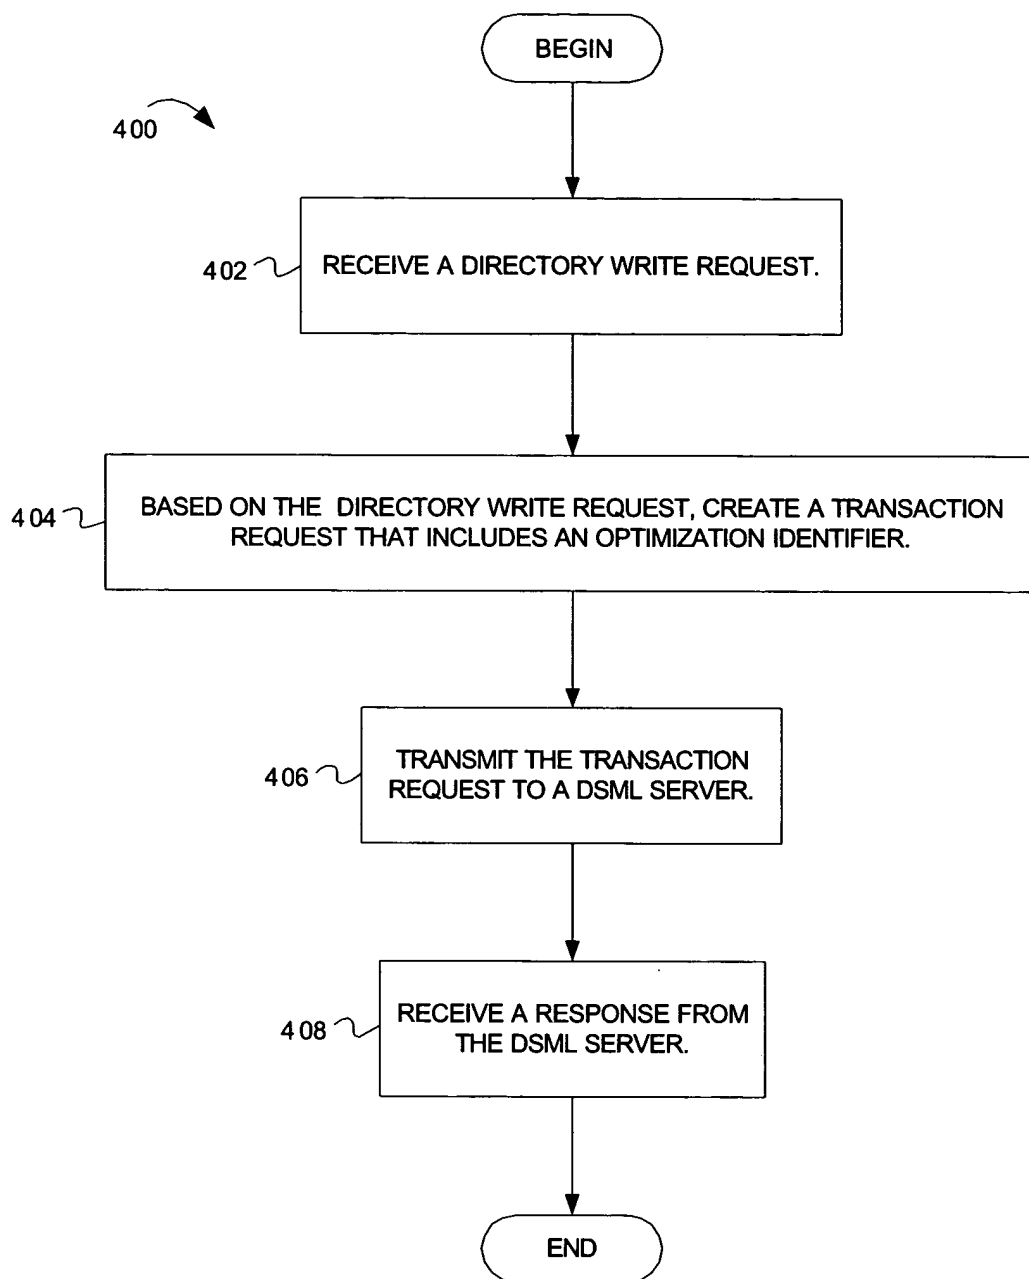 BEGIN
400
402
RECEIVE A DIRECTORY WRITE REQUEST.
404
BASED ON THE DIRECTORY WRITE REQUEST, CREATE A TRANSACTION
REQUEST THAT INCLUDES AN OPTIMIZATION IDENTIFIER.
406
TRANSMIT THE TRANSACTION
REQUEST TO A DSML SERVER.
408
RECEIVE A RESPONSE FROM
THE DSML SERVER.
END